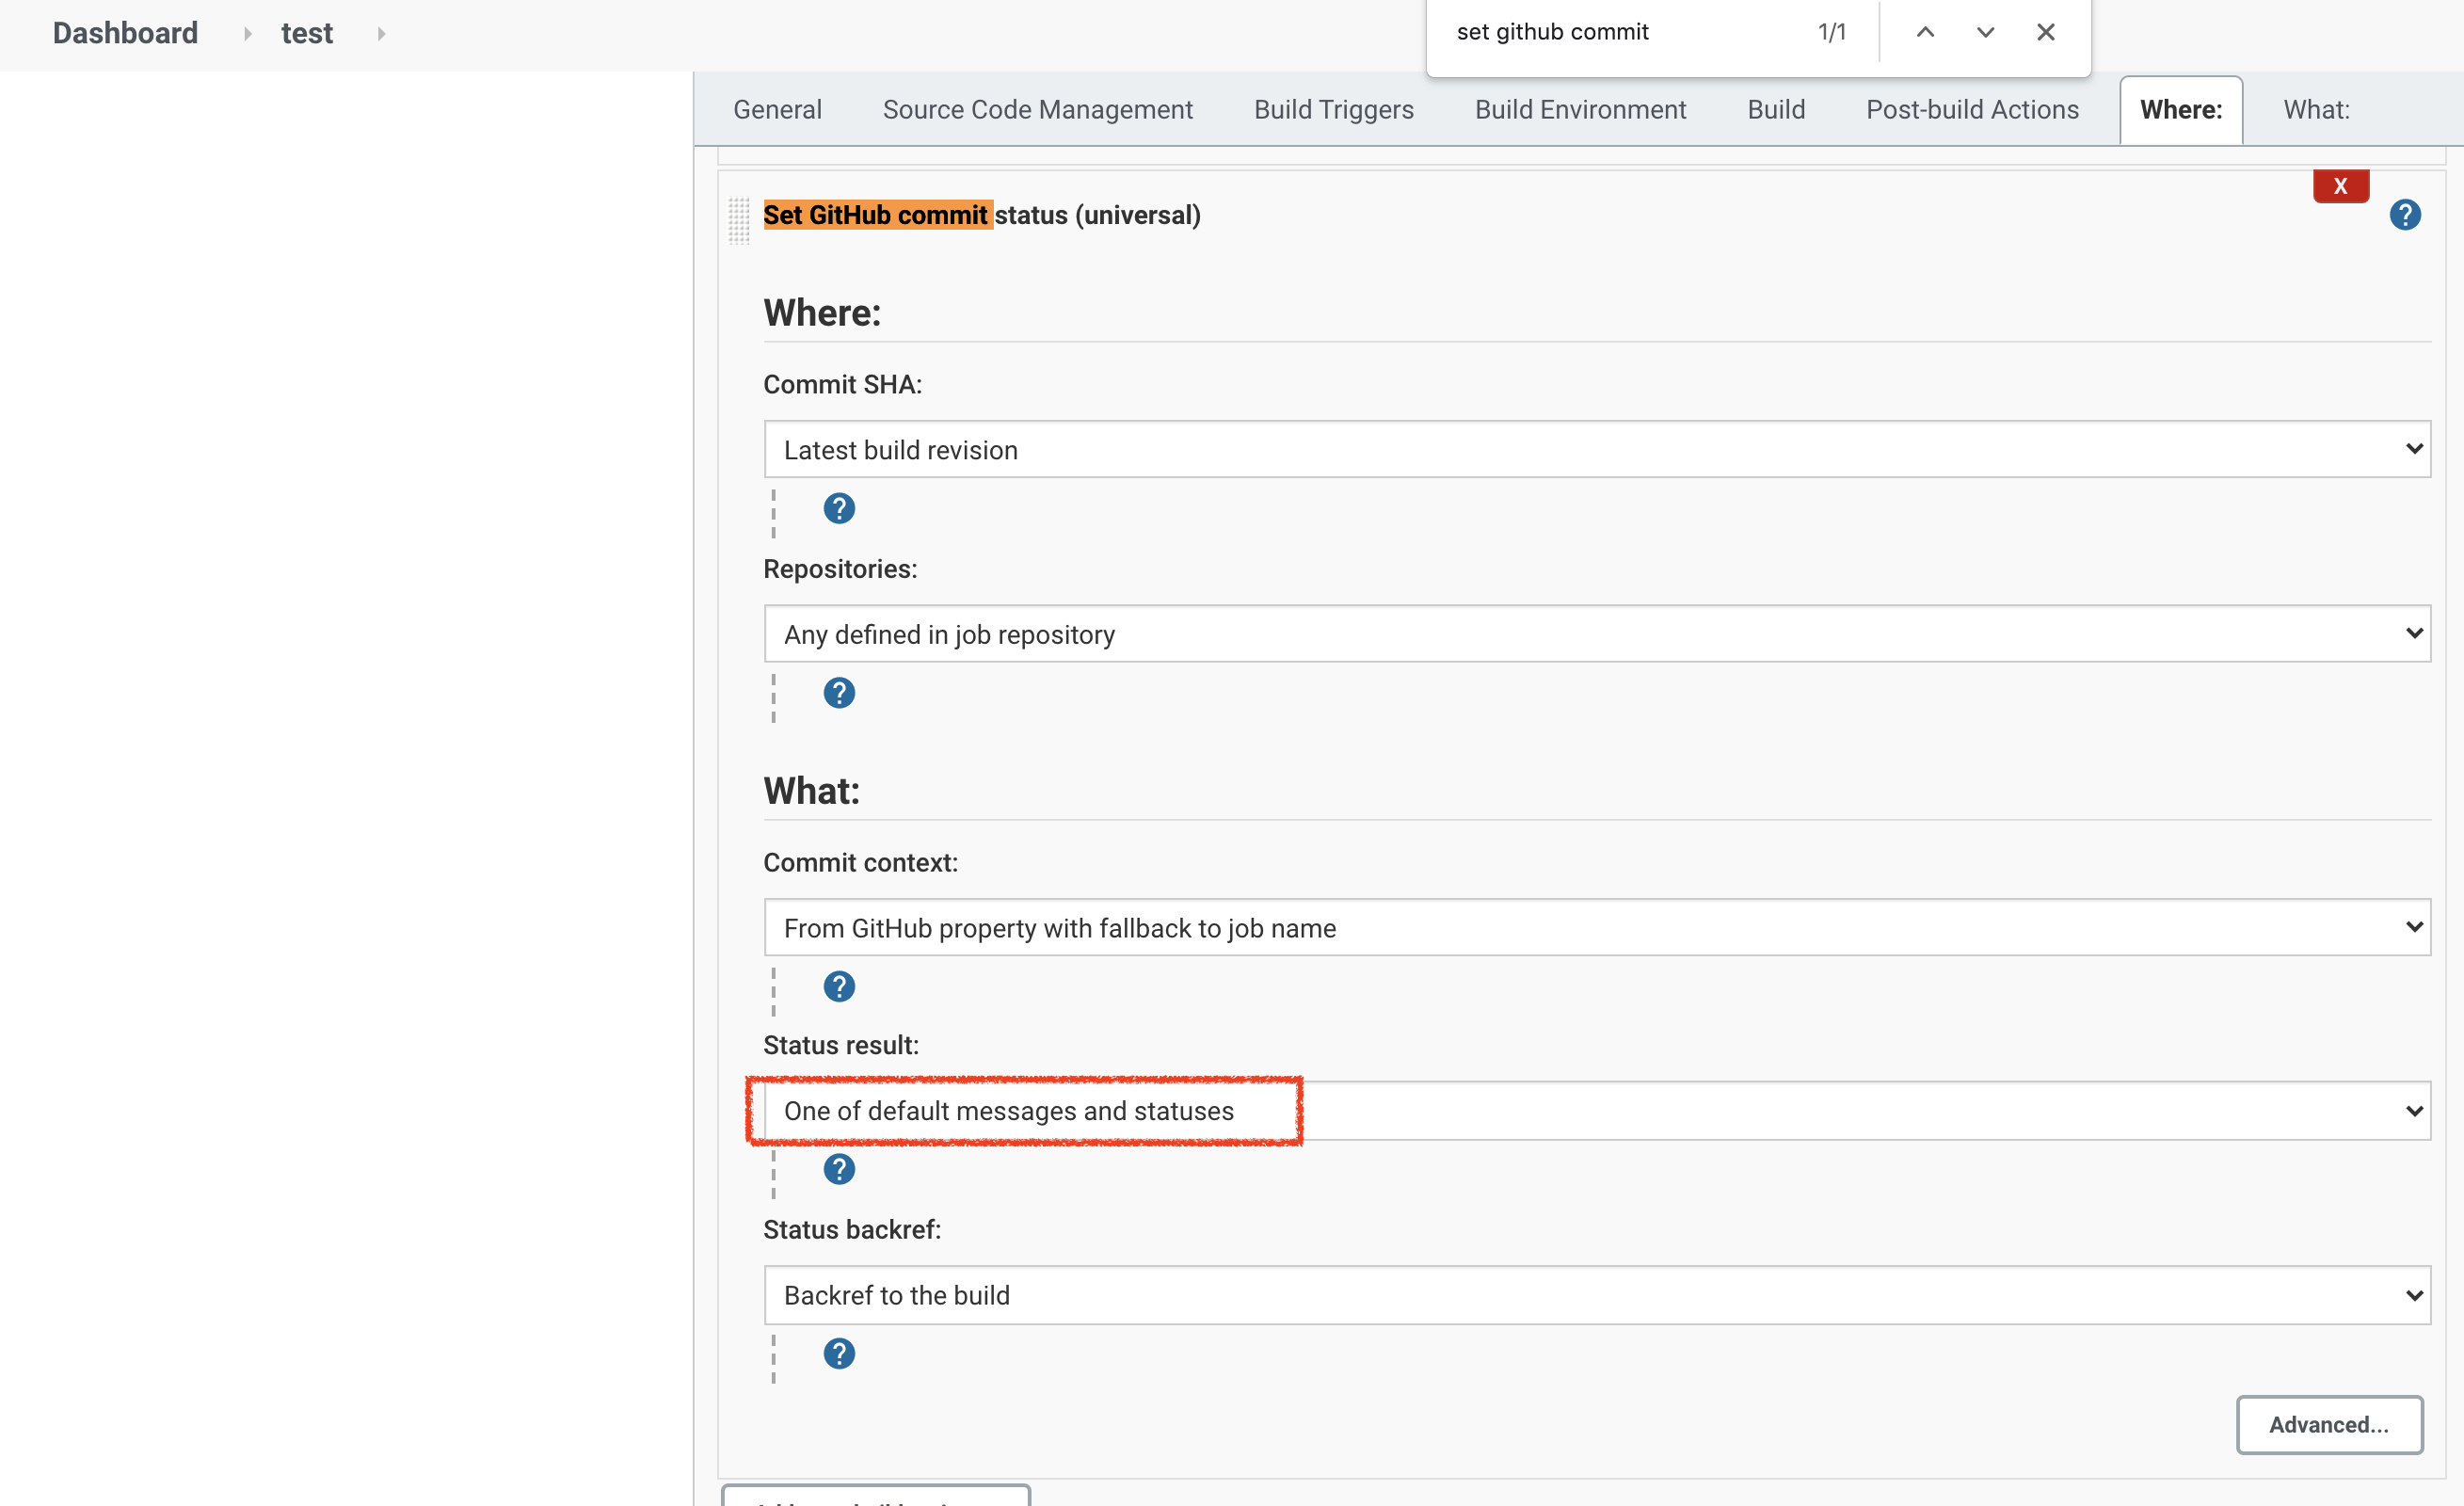 Dashboard test
set github commit 1/1
General Source Code Management Build Triggers Build Environment Build Post-build Actions Where: What:
X
Set GitHub commit status (universal) ?
Where:
Commit SHA:
Latest build revision
?
Repositories:
Any defined in job repository
?
What:
Commit context:
From GitHub property with fallback to job name
?
Status result:
One of default messages and statuses
?
Status backref:
Backref to the build
?
Advanced...